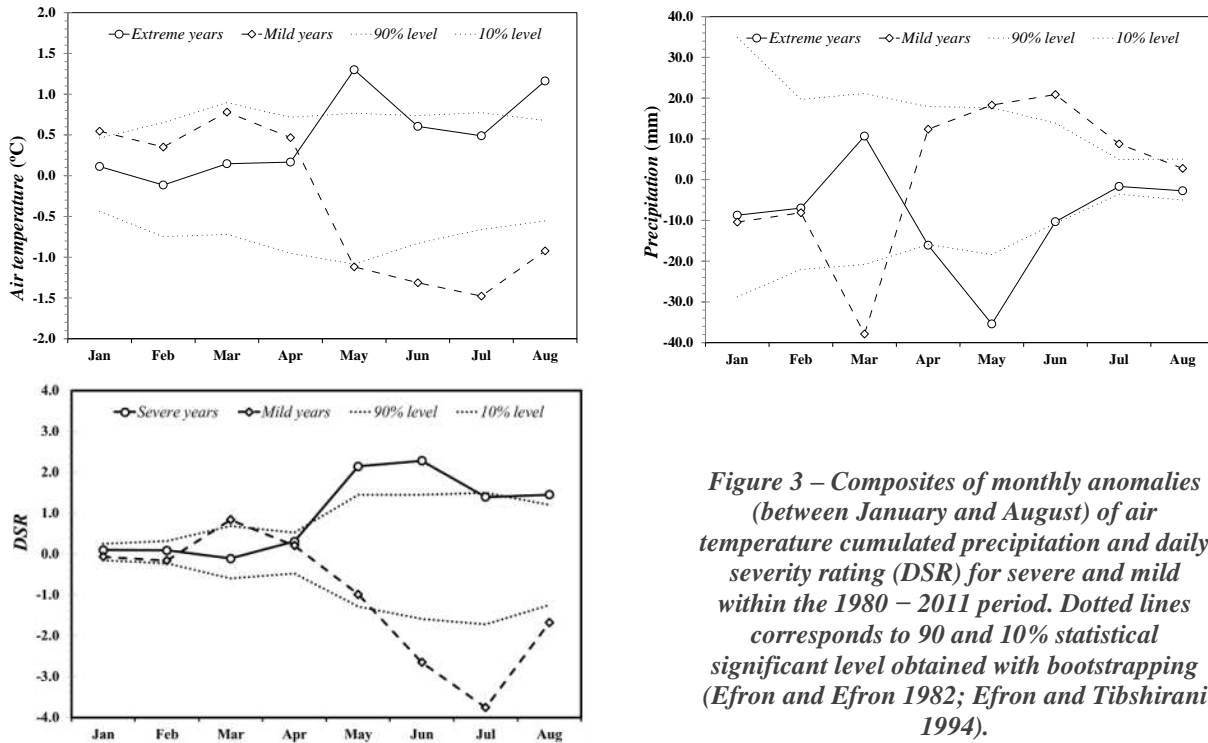 2.0
1.5
1.0
0.5
0.0
-0.5
-1.0
-1.5
-2.0
Air temperature (ºC)
Extreme years Mild years 90% level 10% level
Jan Feb Mar Apr May Jun Jul Aug
40.0
30.0
20.0
10.0
0.0
-10.0
-20.0
-30.0
-40.0
Precipitation (mm)
Extreme years Mild years 90% level 10% level
Jan Feb Mar Apr May Jun Jul Aug
4.0
3.0
2.0
1.0
0.0
-1.0
-2.0
-3.0
-4.0
DSR
Severe years Mild years 90% level 10% level
Jan Feb Mar Apr May Jun Jul Aug
Figure 3 – Composites of monthly anomalies
(between January and August) of air
temperature cumulated precipitation and daily
severity rating (DSR) for severe and mild
within the 1980 − 2011 period. Dotted lines
corresponds to 90 and 10% statistical
significant level obtained with bootstrapping
(Efron and Efron 1982; Efron and Tibshirani
1994).